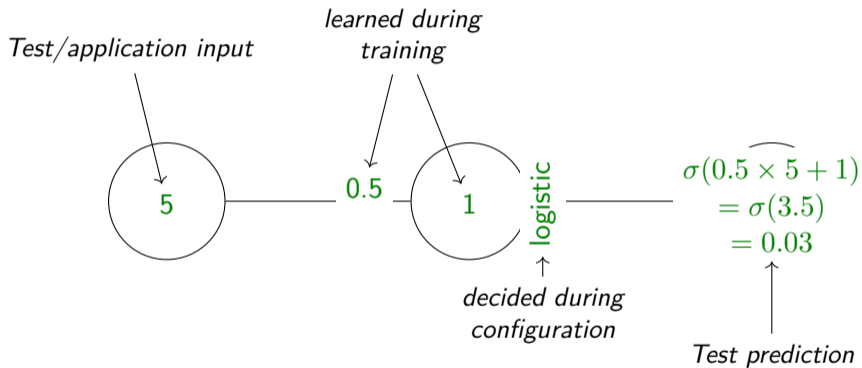 learned during
training
Test/application input
5
0.5
1
logistic
σ(0.5 × 5 + 1)
= σ(3.5)
= 0.03
decided during
configuration
Test prediction